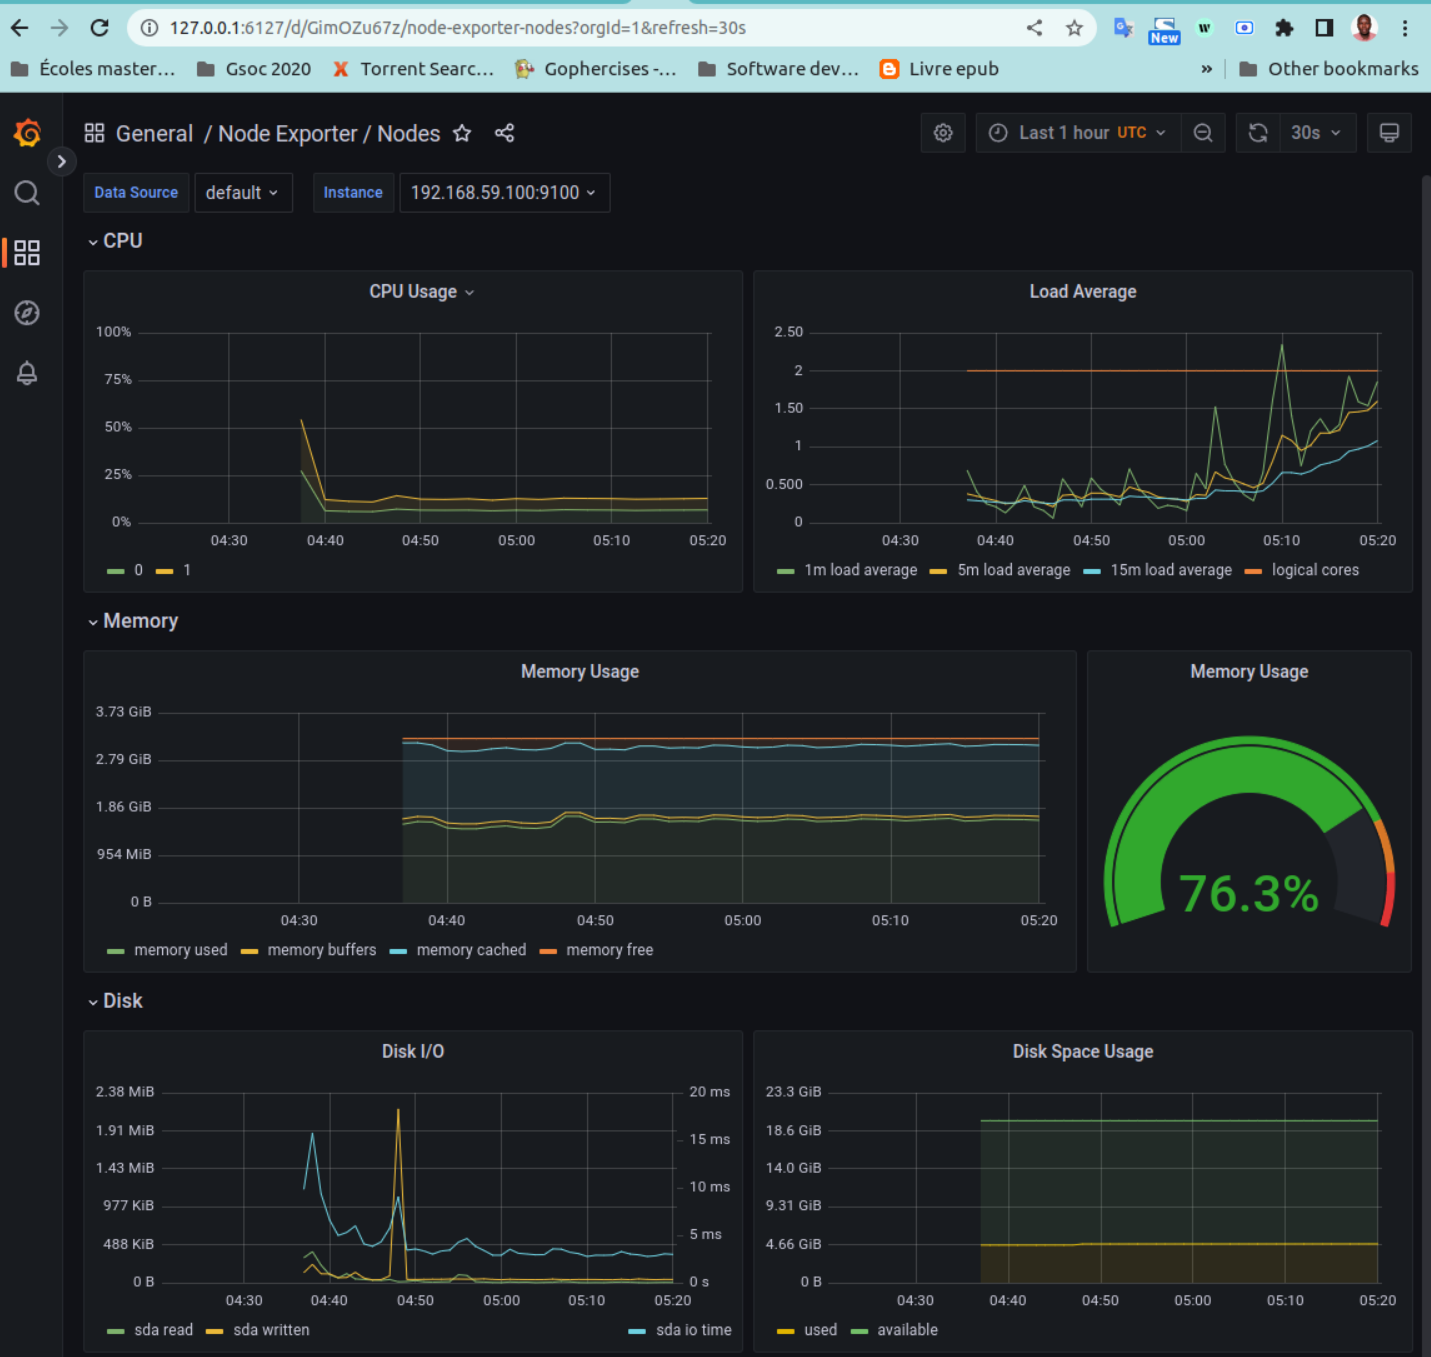 127.0.0.1:6127/d/GimOZu67z/node-exporter-nodes?orgId=1&refresh=30s
New
w
Écoles master... Gsoc 2020 X Torrent Searc... Gophercises -... Software dev... Livre epub » Other bookmarks
General / Node Exporter / Nodes
Last 1 hour UTC 30s
Data Source default Instance 192.168.59.100:9100
CPU
CPU Usage
100%
75%
50%
25%
0%
04:30 04:40 04:50 05:00 05:10 05:20
0 1
Load Average
2.50
2
1.50
1
0.500
0
04:30 04:40 04:50 05:00 05:10 05:20
1m load average 5m load average 15m load average logical cores
Memory
Memory Usage
3.73 GiB
2.79 GiB
1.86 GiB
954 MiB
0 B
04:30 04:40 04:50 05:00 05:10 05:20
memory used memory buffers memory cached memory free
Memory Usage
76.3%
Disk
Disk I/O
2.38 MiB 20 ms
1.91 MiB 15 ms
1.43 MiB 10 ms
977 KiB
488 KiB 5 ms
0 B 0 s
04:30 04:40 04:50 05:00 05:10 05:20
sda read sda written sda io time
Disk Space Usage
23.3 GiB
18.6 GiB
14.0 GiB
9.31 GiB
4.66 GiB
0 B
04:30 04:40 04:50 05:00 05:10 05:20
used available